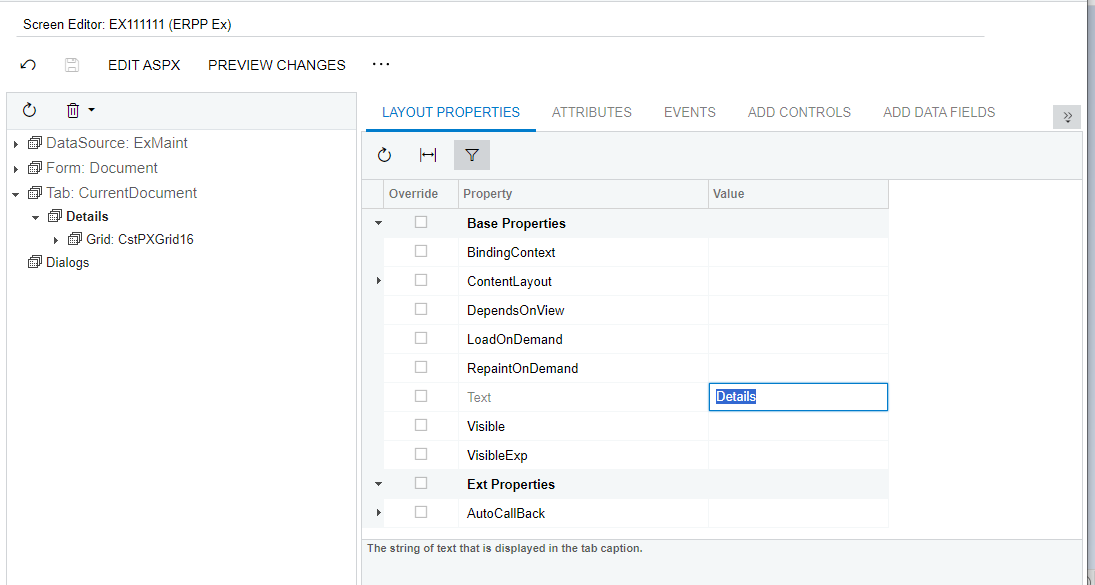 Screen Editor: EX111111 (ERPP Ex)
EDIT ASPX PREVIEW CHANGES ...
LAYOUT PROPERTIES ATTRIBUTES EVENTS ADD CONTROLS ADD DATA FIELDS
DataSource: ExMaint
Form: Document
Tab: CurrentDocument
Details
Grid: CstPXGrid16
Dialogs
Override Property Value
Base Properties
BindingContext
ContentLayout
DependsOnView
LoadOnDemand
RepaintOnDemand
Text Details
Visible
VisibleExp
Ext Properties
AutoCallBack
The string of text that is displayed in the tab caption.